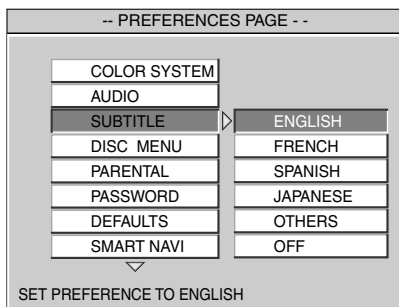 -- PREFERENCES PAGE - -
COLOR SYSTEM
AUDIO
SUBTITLE
DISC MENU
PARENTAL
PASSWORD
DEFAULTS
SMART NAVI
ENGLISH
FRENCH
SPANISH
JAPANESE
OTHERS
OFF
SET PREFERENCE TO ENGLISH